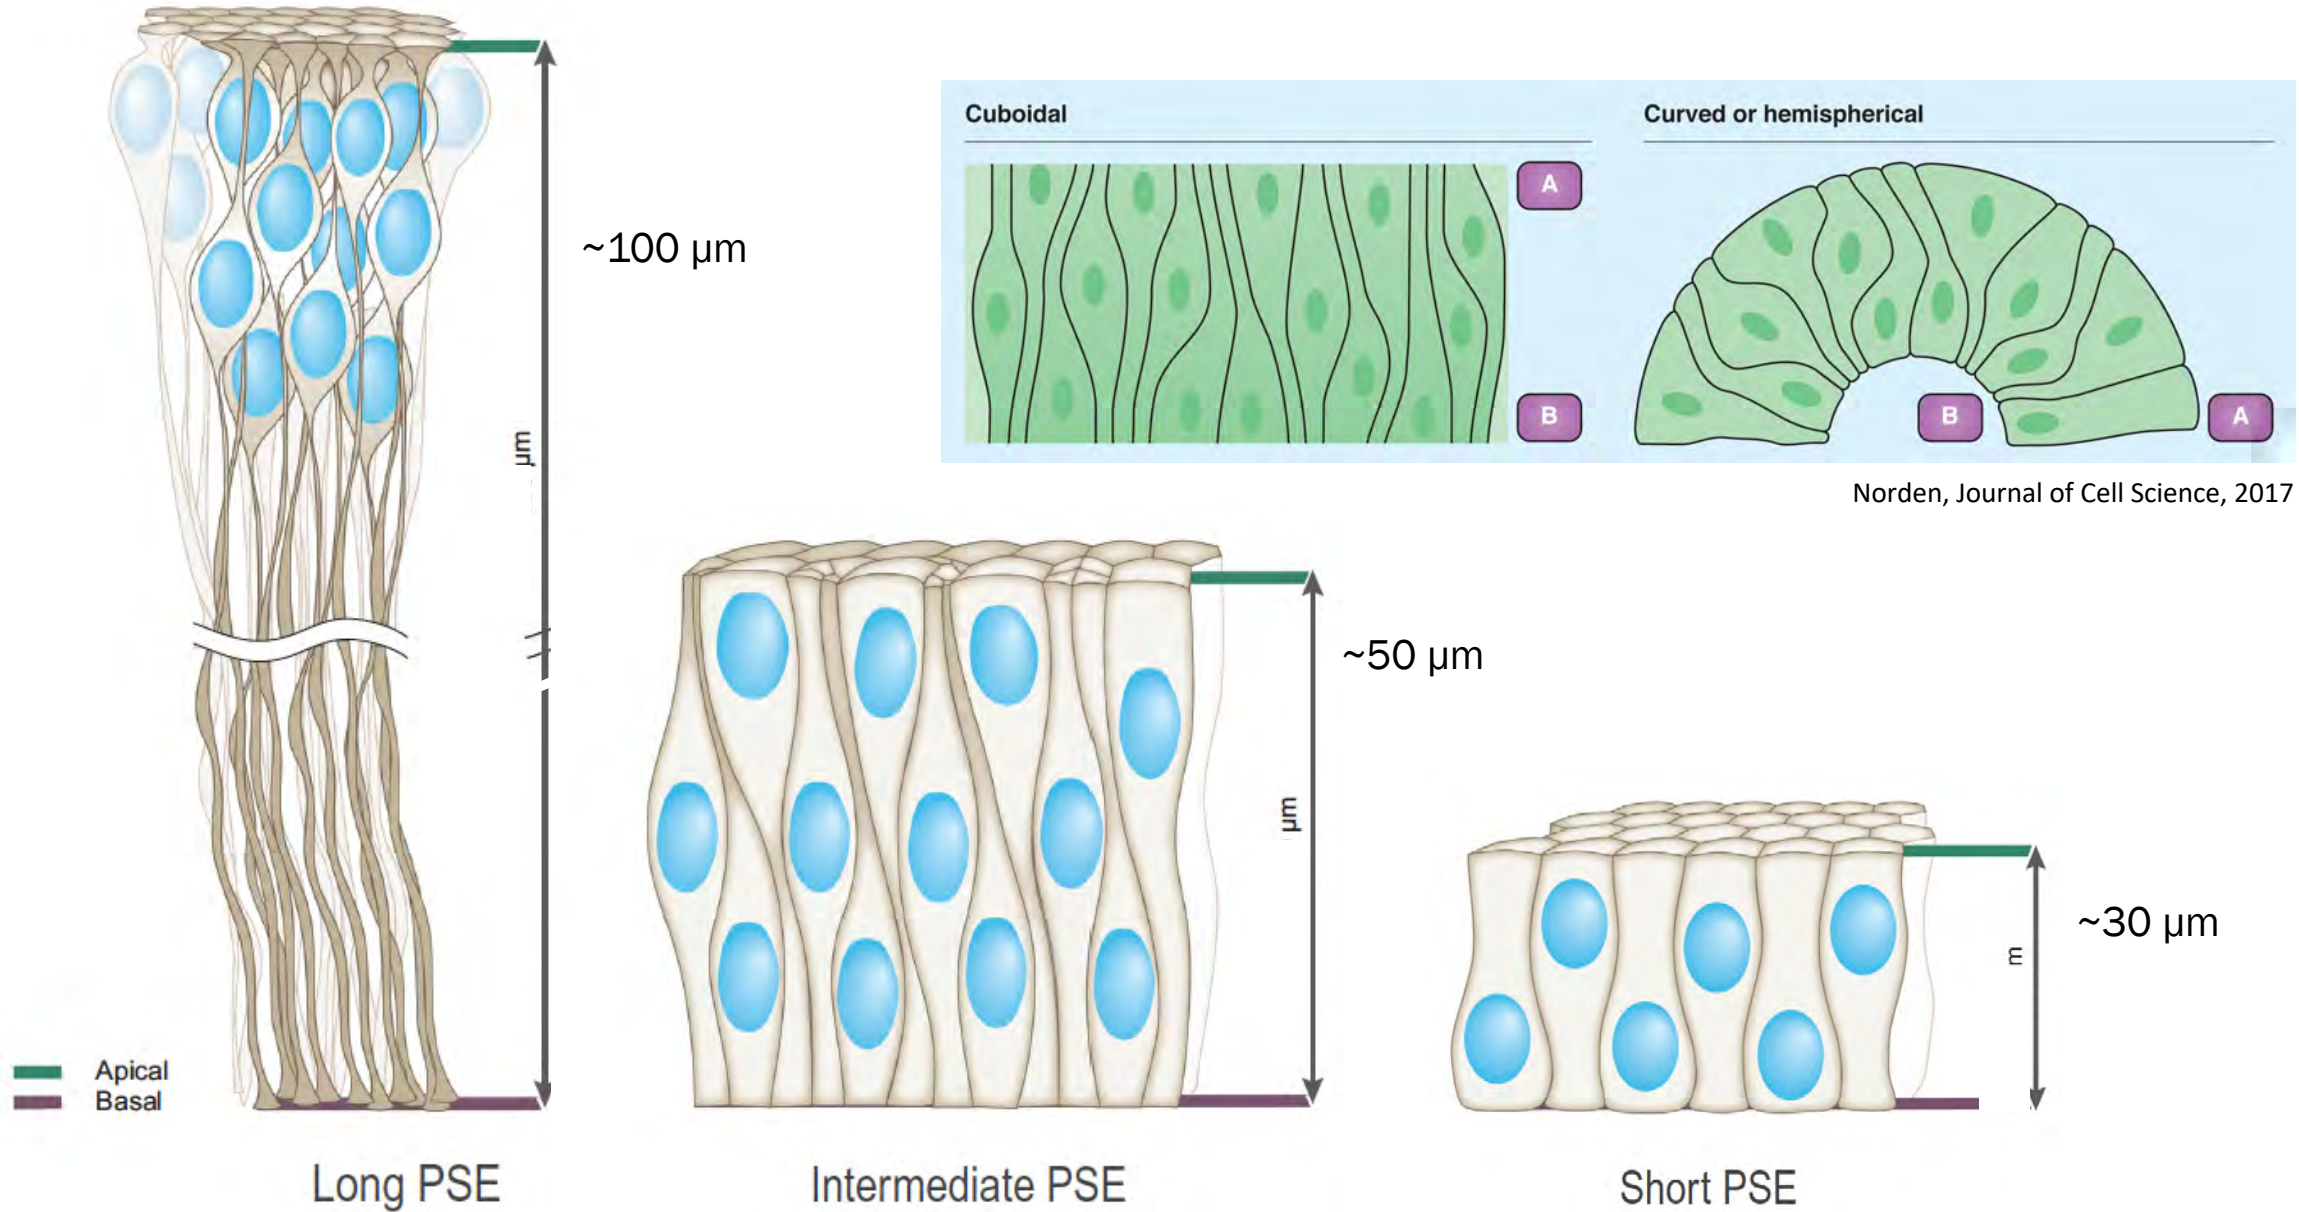 ~100 µm
µm
Cuboidal
Curved or hemispherical
A
B
B
A
Norden, Journal of Cell Science, 2017
~50 µm
µm
~30 µm
m
Apical
Basal
Long PSE
Intermediate PSE
Short PSE